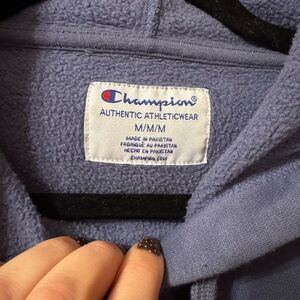 Champion®
AUTHENTIC ATHLETICWEAR
M/M/M
MADE IN PAKISTAN
FABRIQUÉ AU PAKISTAN
HECHO EN PAKISTAN
CHAMPION.COM